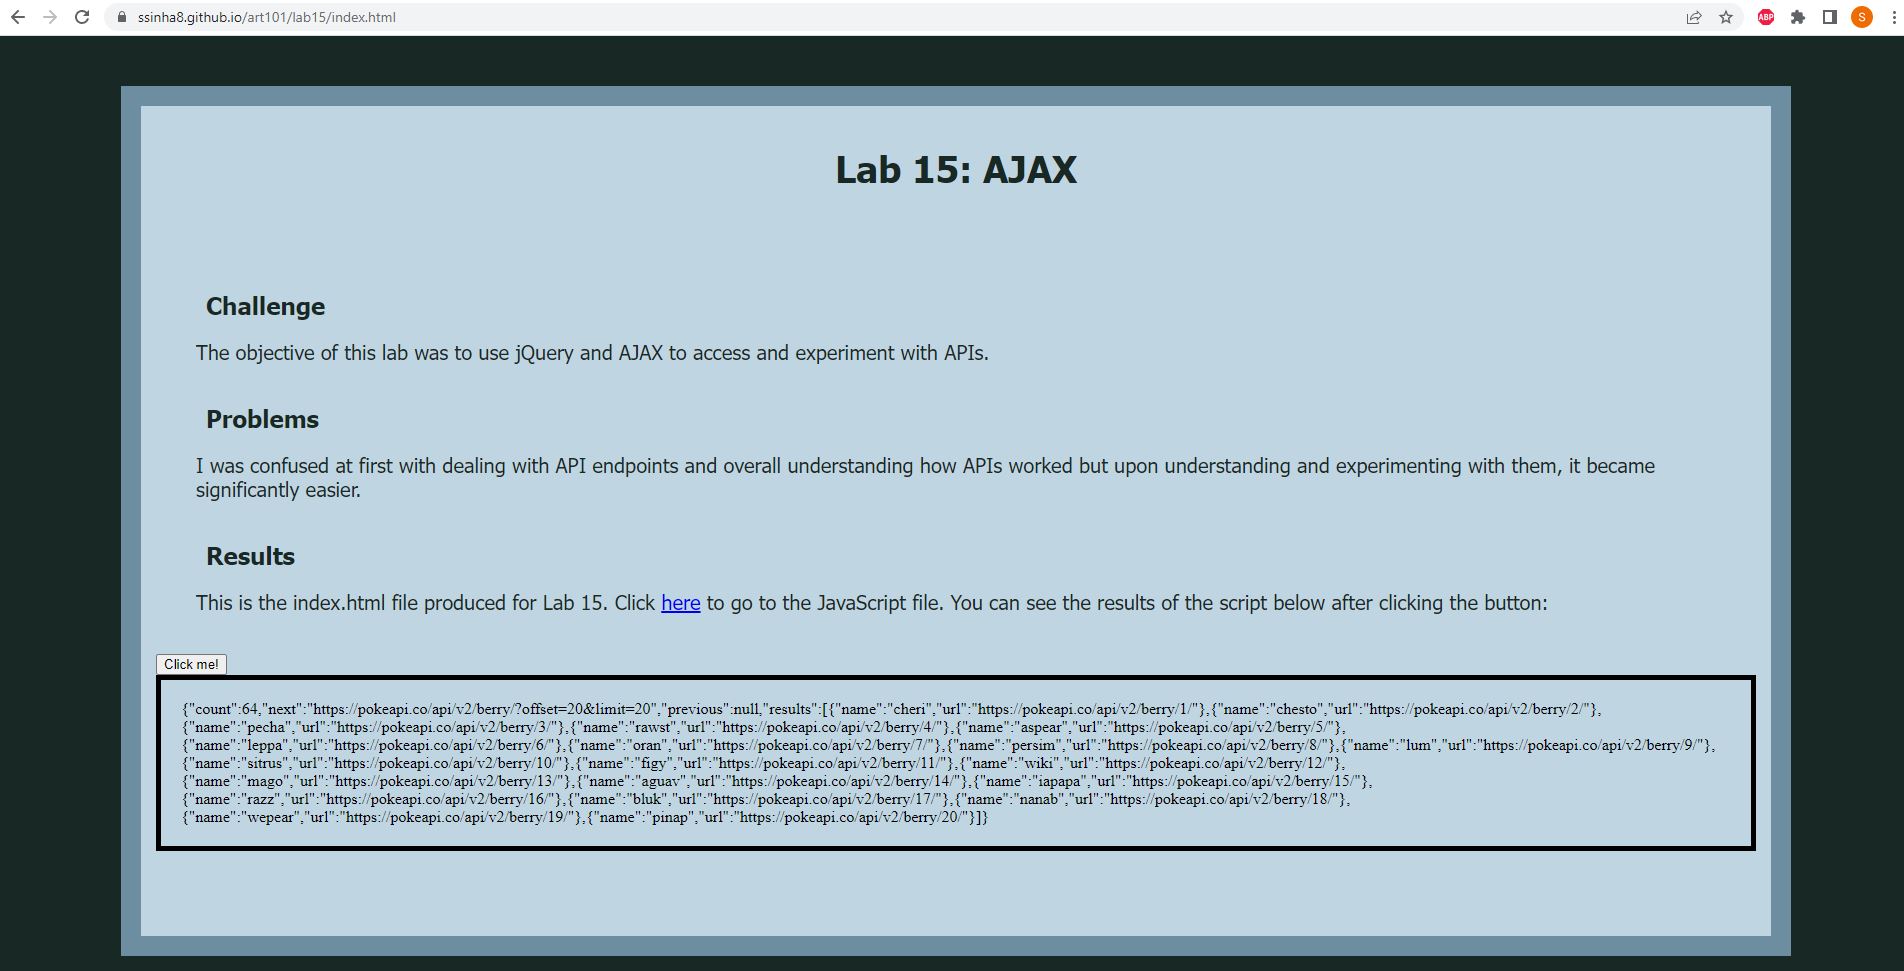 ssinha8.github.io/art101/lab15/index.html
ABP
S
Lab 15: AJAX
Challenge
The objective of this lab was to use jQuery and AJAX to access and experiment with APIs.
Problems
I was confused at first with dealing with API endpoints and overall understanding how APIs worked but upon understanding and experimenting with them, it became
significantly easier.
Results
This is the index.html file produced for Lab 15. Click here to go to the JavaScript file. You can see the results of the script below after clicking the button:
Click me!
{"count":64,"next":"https://pokeapi.co/api/v2/berry/?offset=20&limit=20","previous":null,"results":[{"name":"cheri","url":"https://pokeapi.co/api/v2/berry/1/"},{"name":"chesto","url":"https://pokeapi.co/api/v2/berry/2/"},
{"name":"pecha","url":"https://pokeapi.co/api/v2/berry/3/"},{"name":"rawst","url":"https://pokeapi.co/api/v2/berry/4/"},{"name":"aspear","url":"https://pokeapi.co/api/v2/berry/5/"},
{"name":"leppa","url":"https://pokeapi.co/api/v2/berry/6/"},{"name":"oran","url":"https://pokeapi.co/api/v2/berry/7/"},{"name":"persim","url":"https://pokeapi.co/api/v2/berry/8/"},{"name":"lum","url":"https://pokeapi.co/api/v2/berry/9/"},
{"name":"sitrus","url":"https://pokeapi.co/api/v2/berry/10/"},{"name":"figy","url":"https://pokeapi.co/api/v2/berry/11/"},{"name":"wiki","url":"https://pokeapi.co/api/v2/berry/12/"},
{"name":"mago","url":"https://pokeapi.co/api/v2/berry/13/"},{"name":"aguav","url":"https://pokeapi.co/api/v2/berry/14/"},{"name":"iapapa","url":"https://pokeapi.co/api/v2/berry/15/"},
{"name":"razz","url":"https://pokeapi.co/api/v2/berry/16/"},{"name":"bluk","url":"https://pokeapi.co/api/v2/berry/17/"},{"name":"nanab","url":"https://pokeapi.co/api/v2/berry/18/"},
{"name":"wepear","url":"https://pokeapi.co/api/v2/berry/19/"},{"name":"pinap","url":"https://pokeapi.co/api/v2/berry/20/"}]}